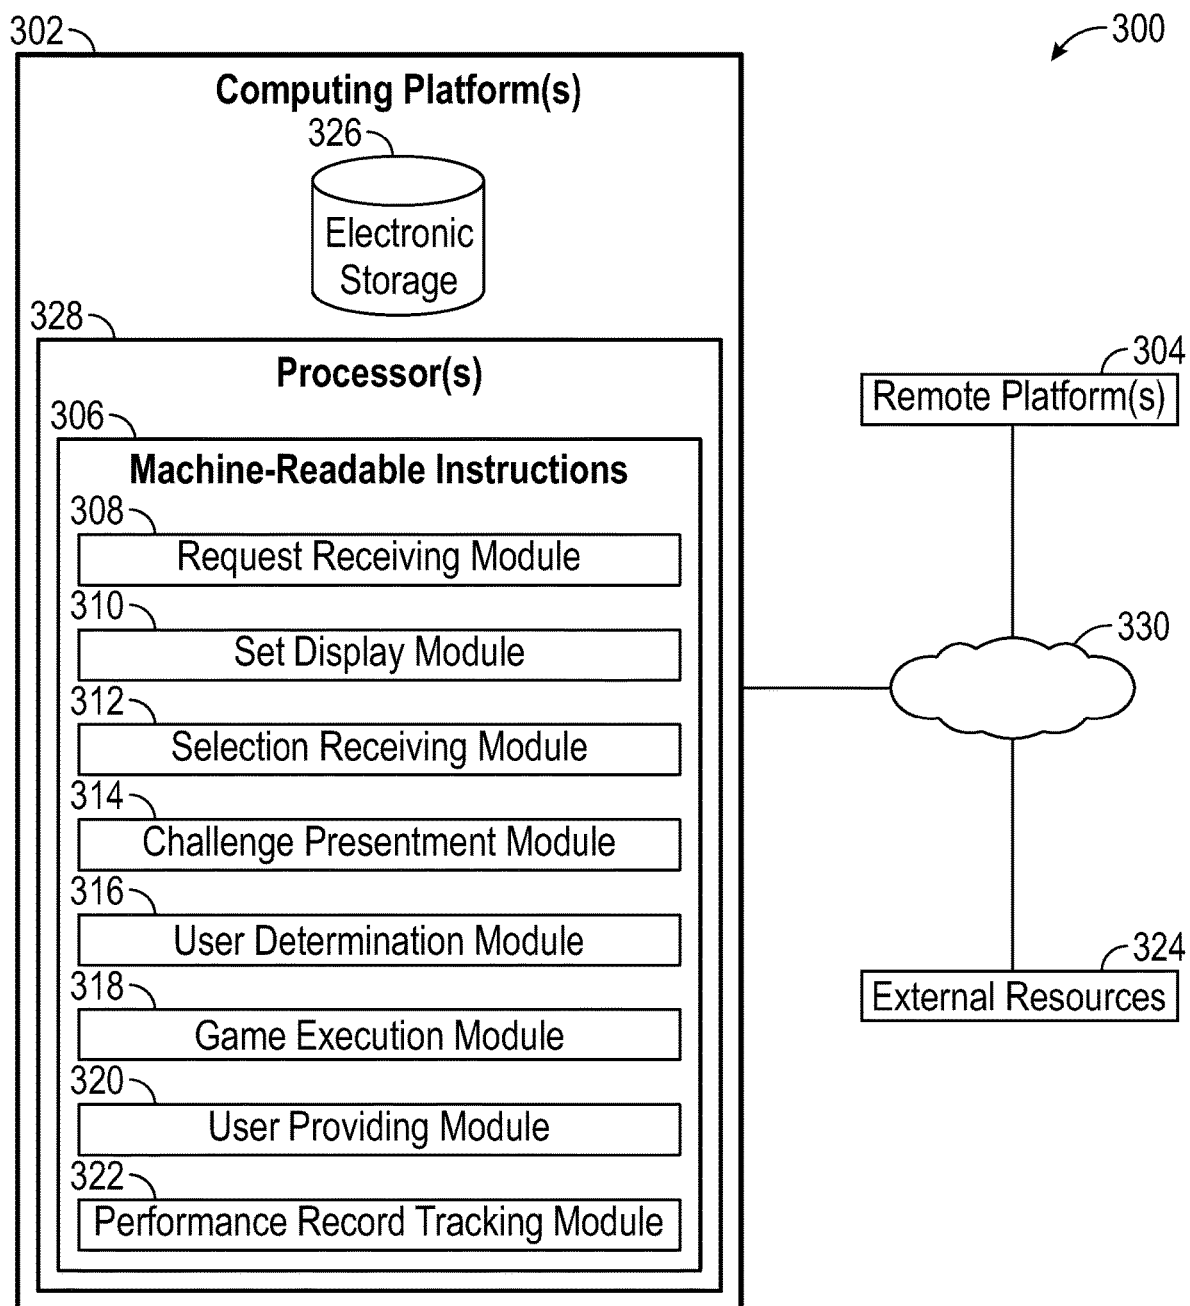 302
300
Computing Platform(s)
326
Electronic
Storage
328
Processor(s)
304
Remote Platform(s)
306
Machine-Readable Instructions
308
Request Receiving Module
310
Set Display Module
330
312
Selection Receiving Module
314
Challenge Presentment Module
316
User Determination Module
324
External Resources
318
Game Execution Module
320
User Providing Module
322
Performance Record Tracking Module